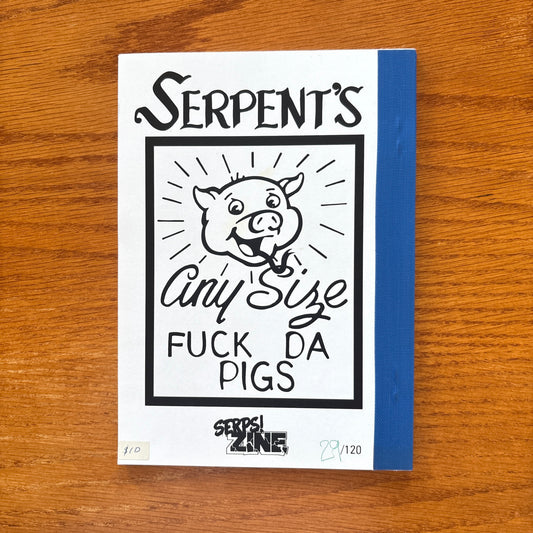 SERPENT'S
any Size
FUCK DA
PIGS
SERPS!
ZINE
$10
29/120